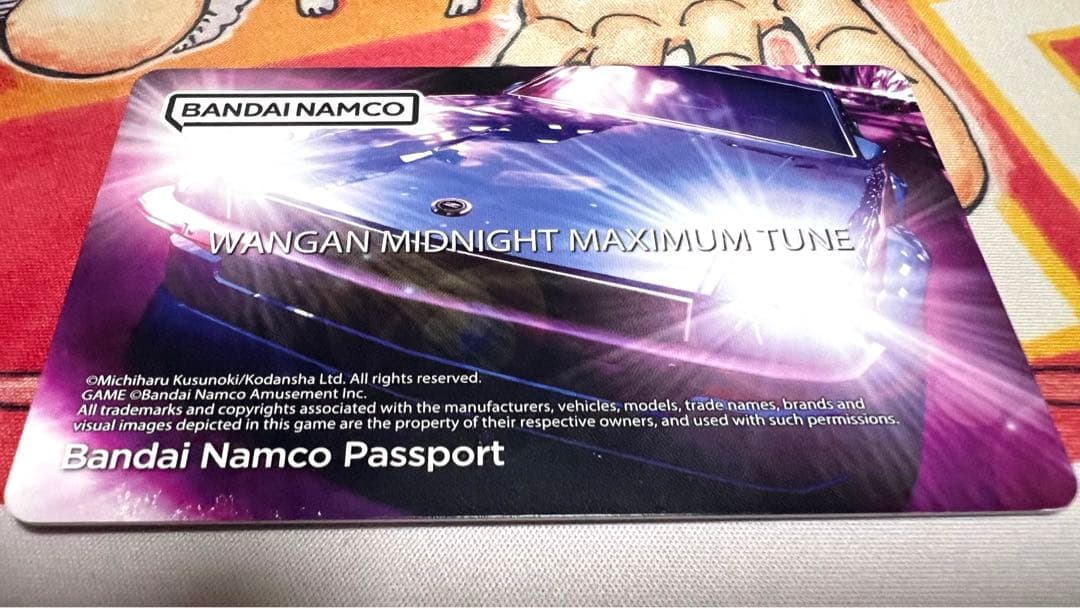 BANDAI NAMCO
WANGAN MIDNIGHT MAXIMUM TUNE
©Michiharu Kusunoki/Kodansha Ltd. All rights reserved.
GAME ©Bandai Namco Amusement Inc.
All trademarks and copyrights associated with the manufacturers, vehicles, models, trade names, brands and
visual images depicted in this game are the property of their respective owners, and used with such permissions.
Bandai Namco Passport